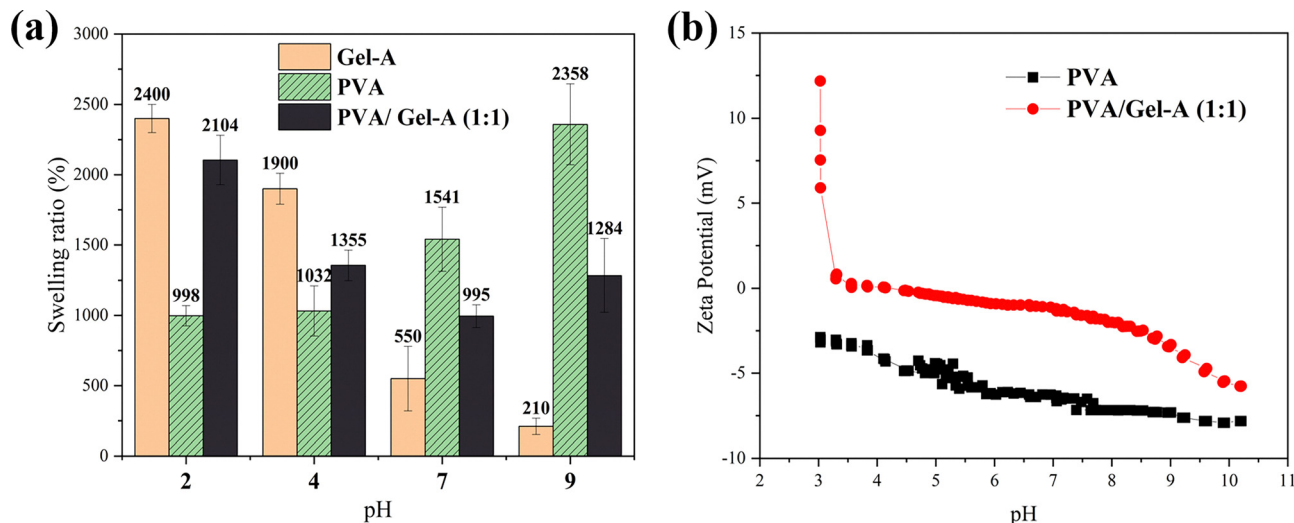 (a)
3000
2500
2000
1500
1000
500
0
Swelling ratio (%)
Gel-A
PVA
PVA/ Gel-A (1:1)
2400
998
2104
1900
1032
1355
550
1541
995
210
2358
1284
2 4 7 9
pH
(b)
15
10
5
0
-5
-10
Zeta Potential (mV)
PVA
PVA/Gel-A (1:1)
2 3 4 5 6 7 8 9 10 11
pH